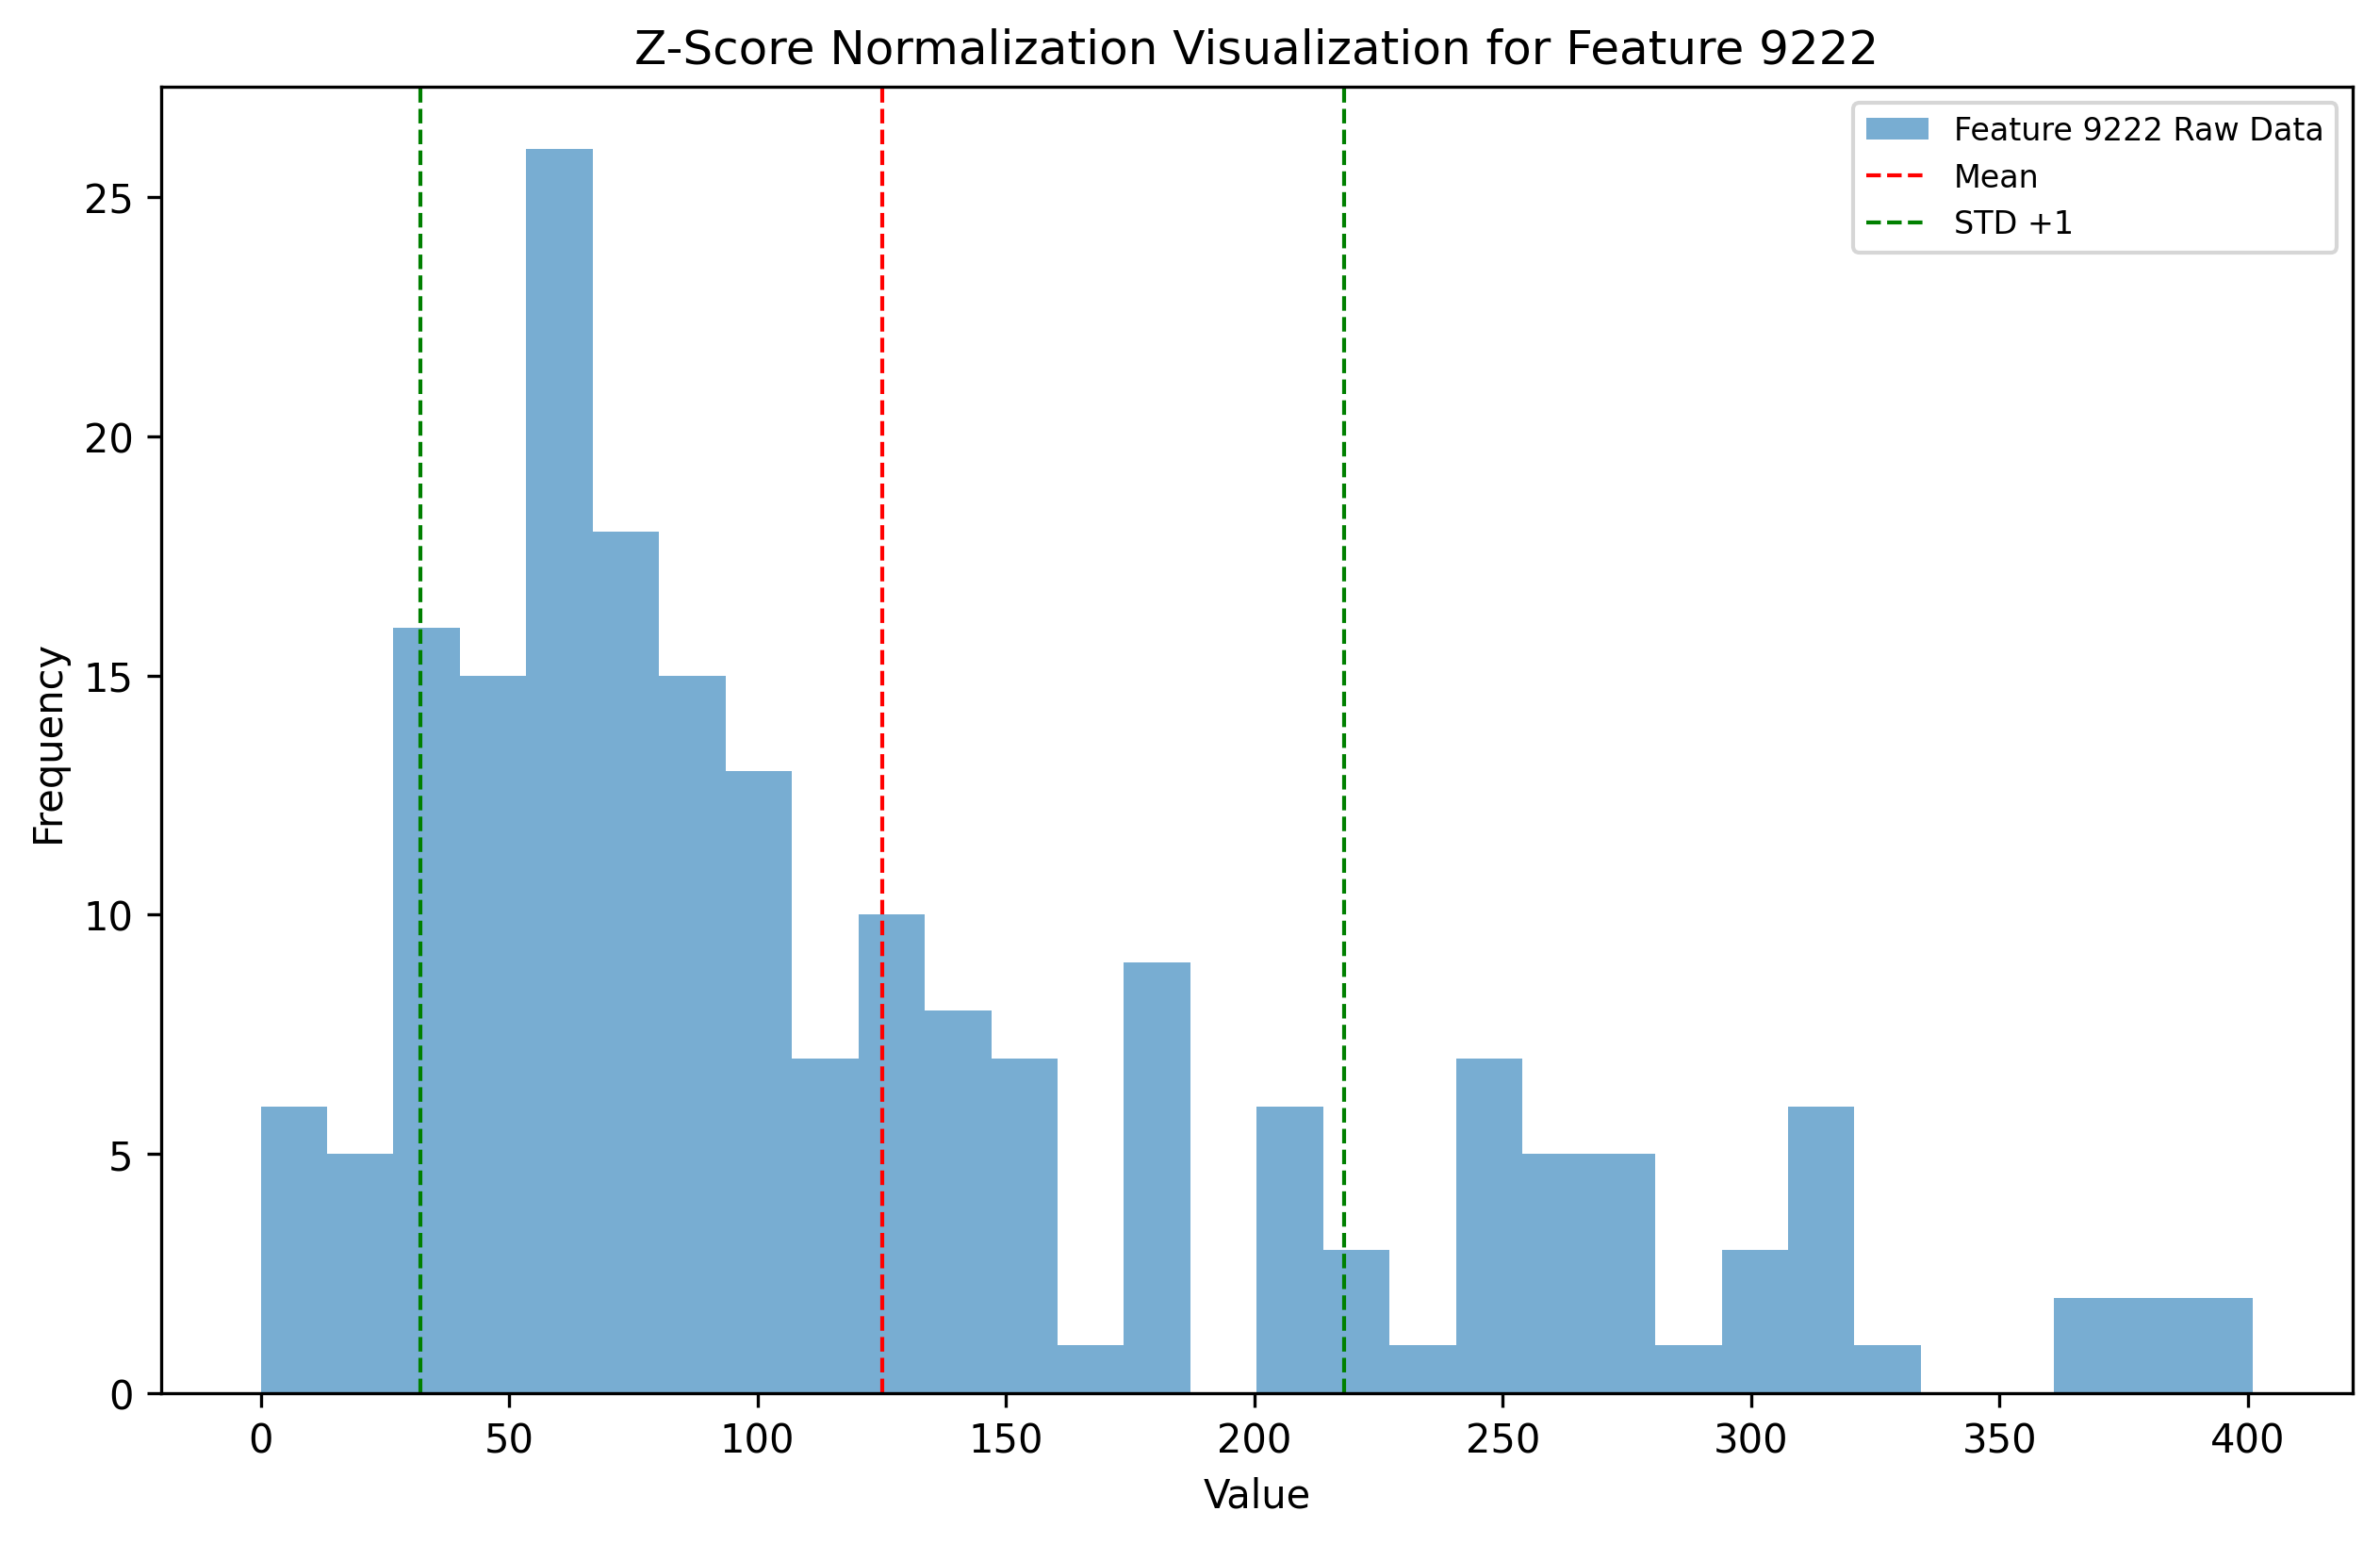 Z-Score Normalization Visualization for Feature 9222
Feature 9222 Raw Data
Mean
STD +1
Frequency
25
20
15
10
5
0
0 50 100 150 200 250 300 350 400
Value